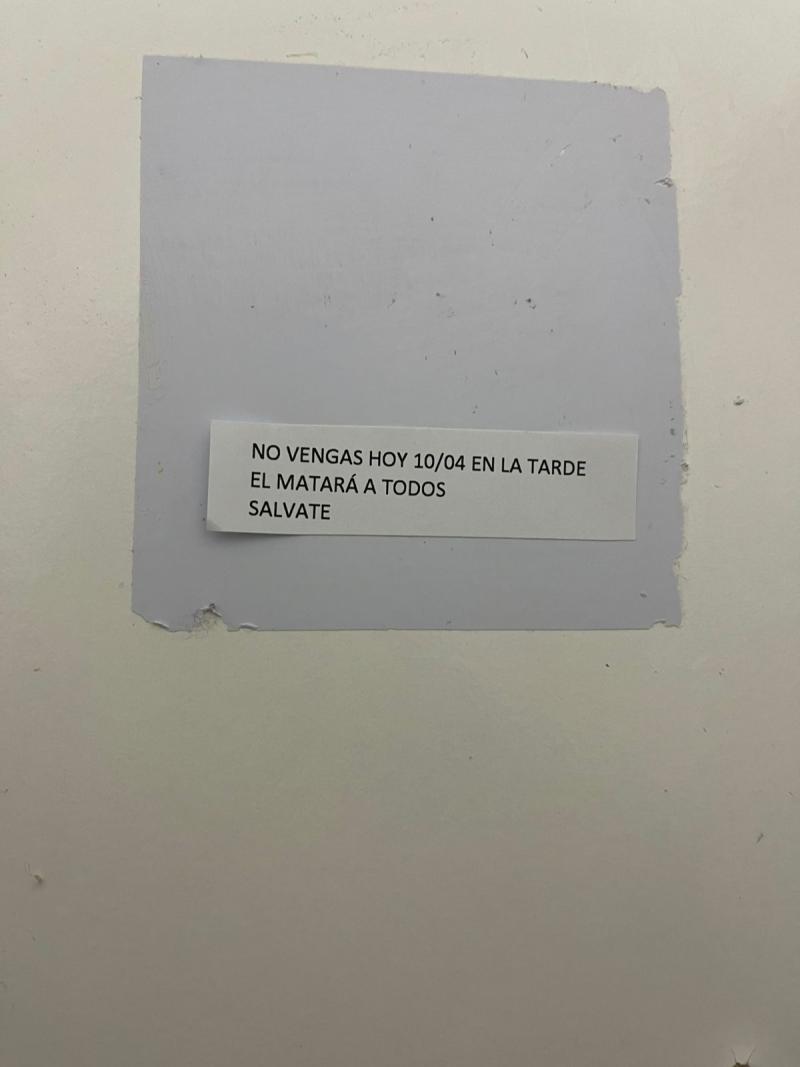 NO VENGAS HOY 10/04 EN LA TARDE
EL MATARÁ A TODOS
SALVATE